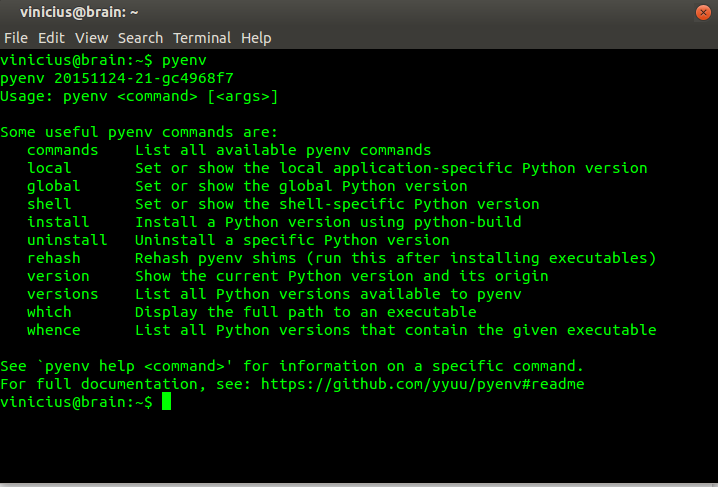 vinicius@brain: ~
File Edit View Search Terminal Help
vinicius@brain:~$ pyenv
pyenv 20151124-21-gc4968f7
Usage: pyenv <command> [<args>]

Some useful pyenv commands are:
   commands    List all available pyenv commands
   local       Set or show the local application-specific Python version
   global      Set or show the global Python version
   shell       Set or show the shell-specific Python version
   install     Install a Python version using python-build
   uninstall   Uninstall a specific Python version
   rehash      Rehash pyenv shims (run this after installing executables)
   version     Show the current Python version and its origin
   versions    List all Python versions available to pyenv
   which       Display the full path to an executable
   whence      List all Python versions that contain the given executable

See `pyenv help <command>' for information on a specific command.
For full documentation, see: https://github.com/yyuu/pyenv#readme
vinicius@brain:~$